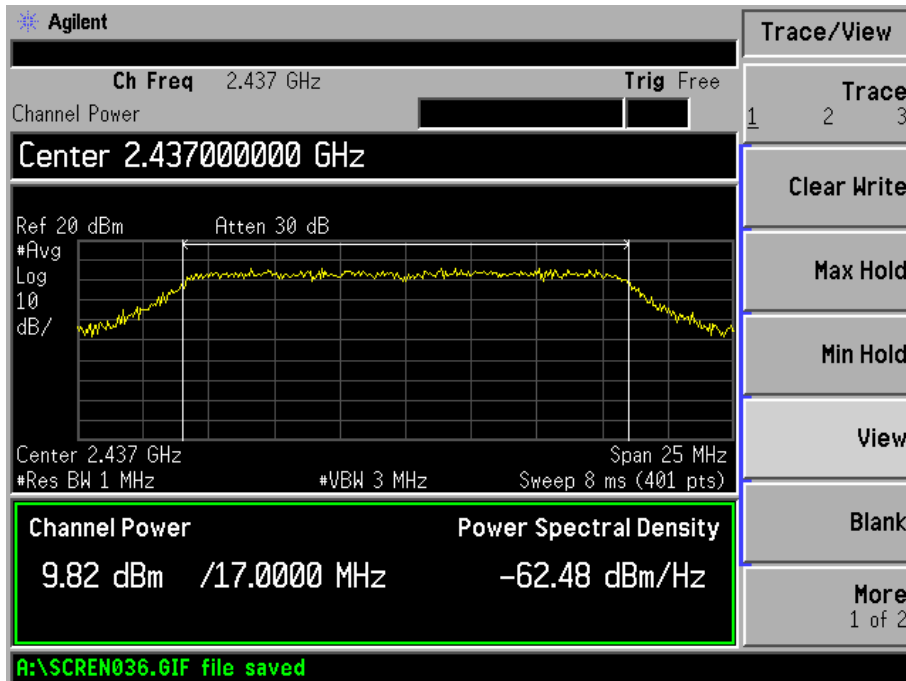 Agilent
Ch Freq 2.437 GHz Trig Free
Channel Power
Center 2.437000000 GHz
Ref 20 dBm Atten 30 dB
#Avg
Log
10
dB/
Center 2.437 GHz Span 25 MHz
#Res BW 1 MHz #VBW 3 MHz Sweep 8 ms (401 pts)
Channel Power Power Spectral Density
9.82 dBm /17.0000 MHz -62.48 dBm/Hz
A:\SCREN036.GIF file saved
Trace/View
Trace
1 2 3
Clear Write
Max Hold
Min Hold
View
Blank
More
1 of 2